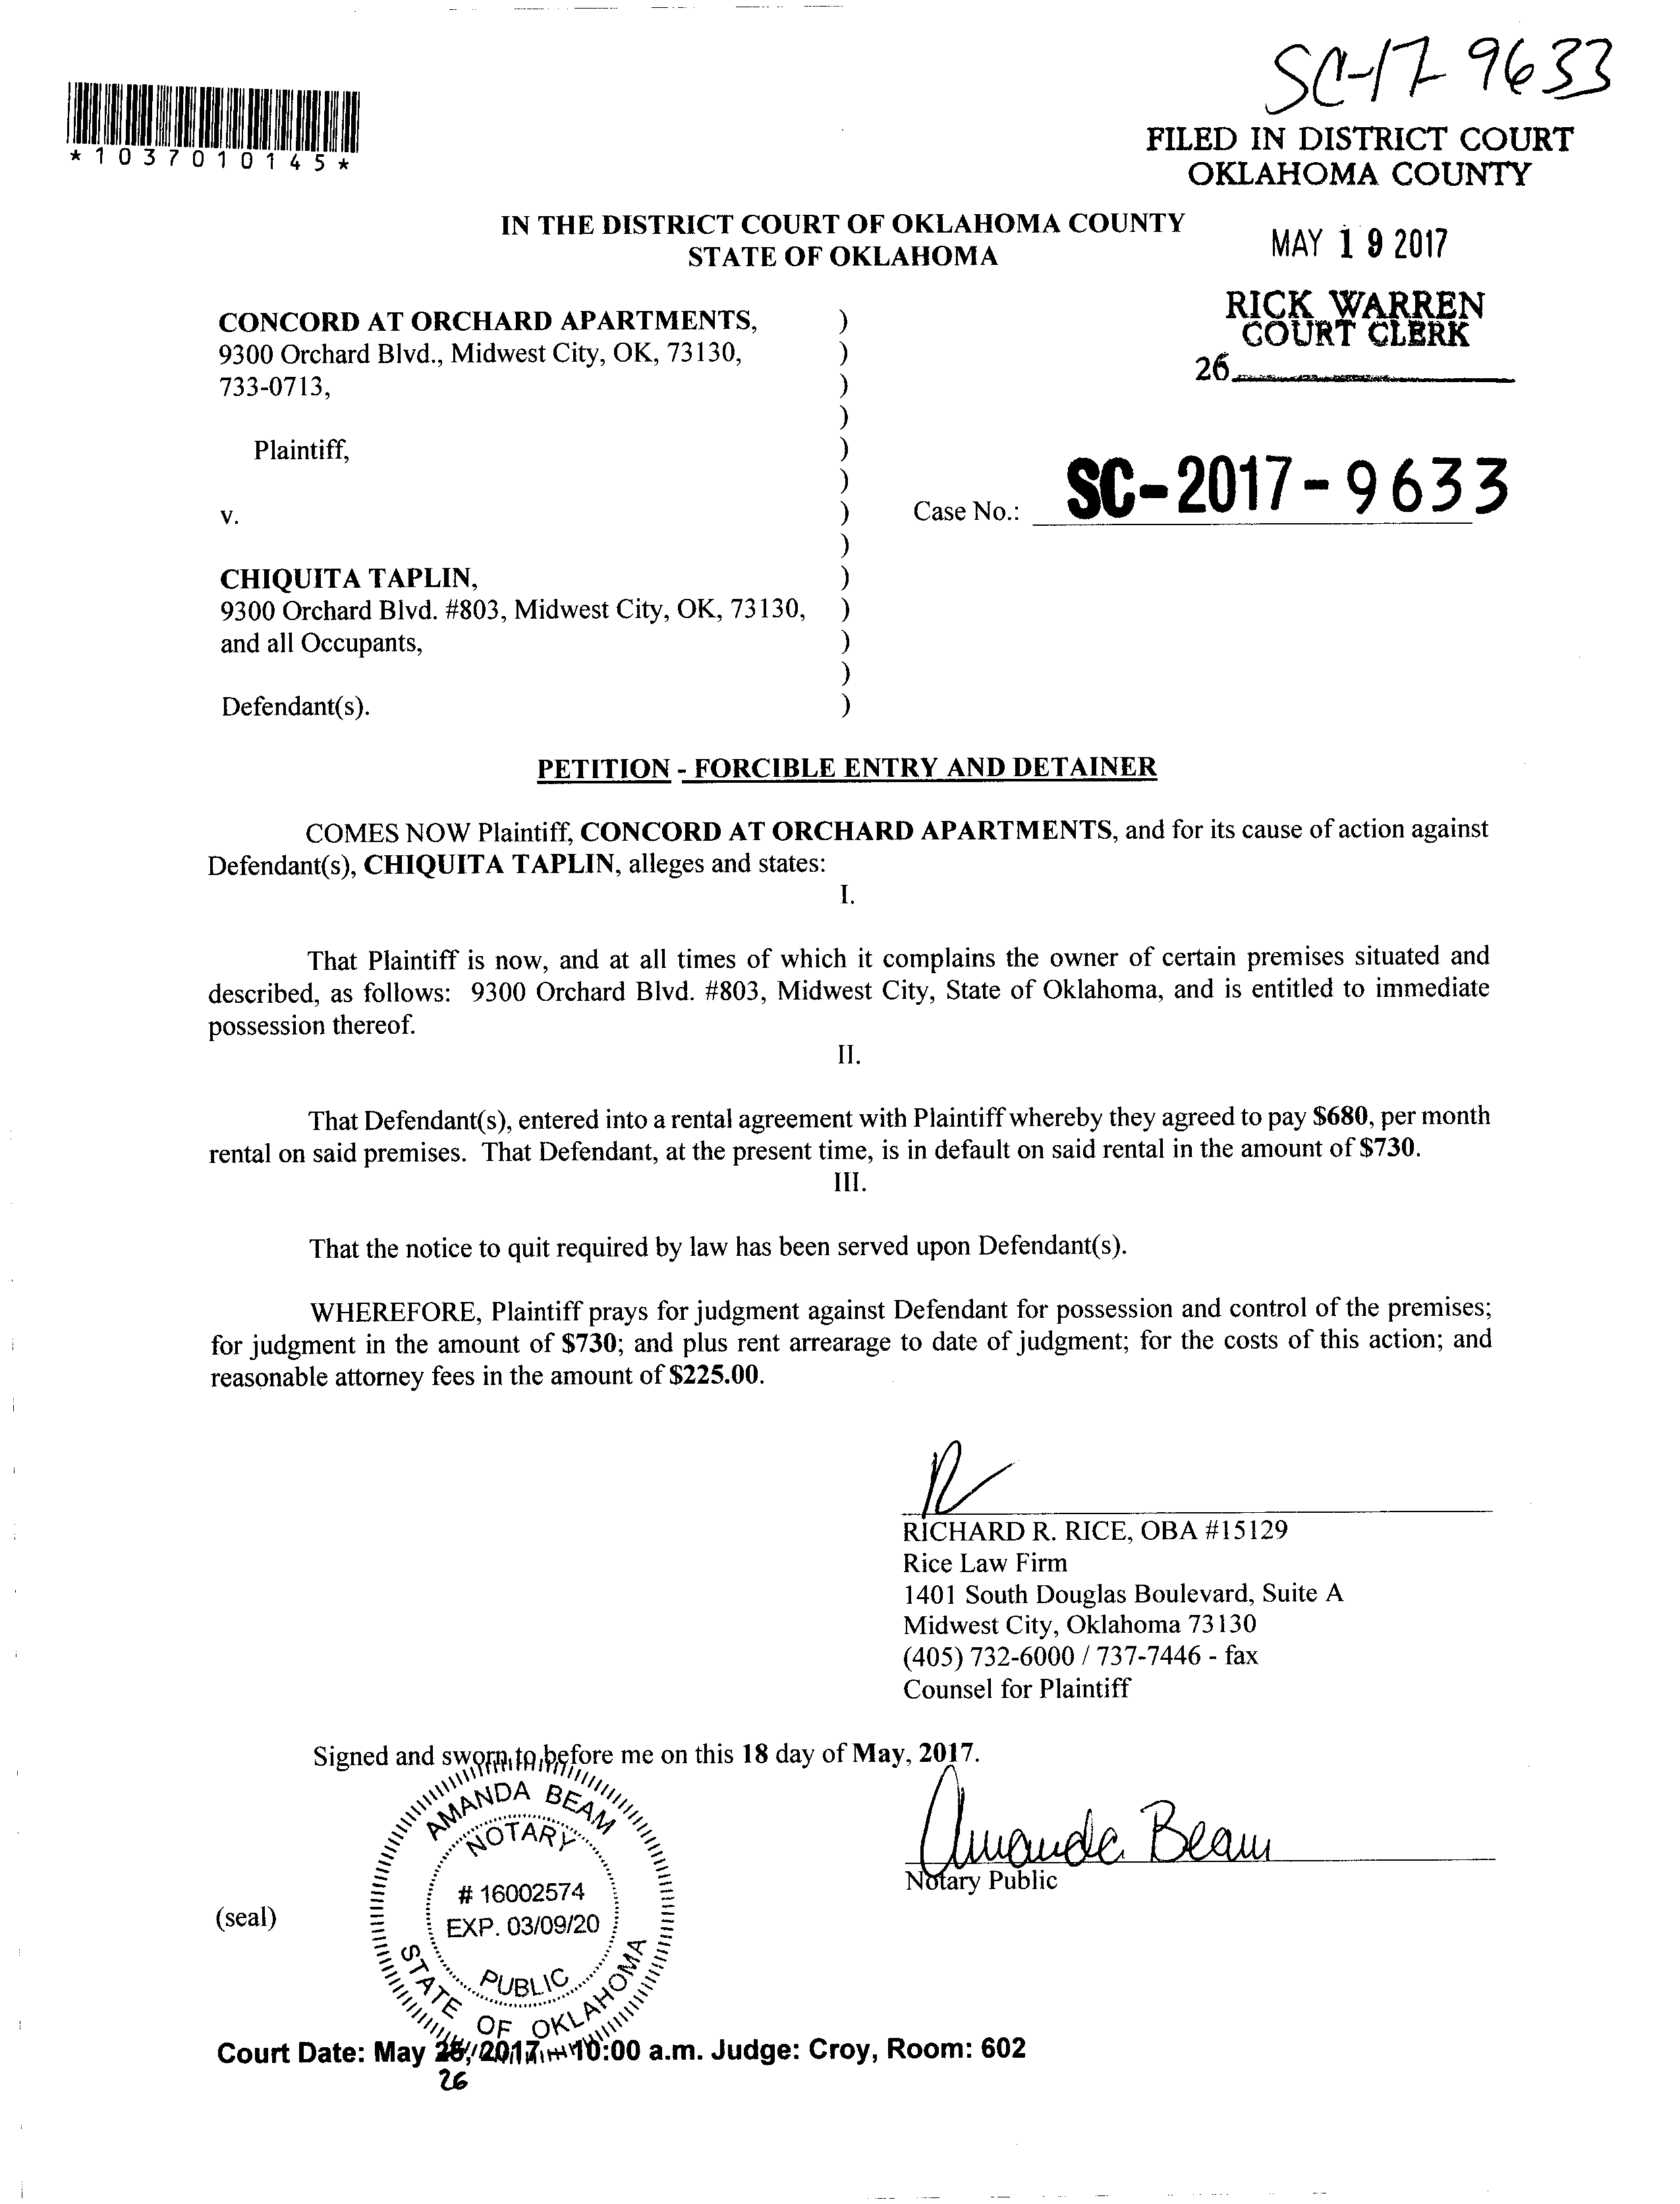 SC-17-9633
*1037010145*
FILED IN DISTRICT COURT
OKLAHOMA COUNTY
IN THE DISTRICT COURT OF OKLAHOMA COUNTY
STATE OF OKLAHOMA
MAY 19 2017
RICK WARREN
COURT CLERK
26
CONCORD AT ORCHARD APARTMENTS, )
9300 Orchard Blvd., Midwest City, OK, 73130, )
733-0713, )
)
Plaintiff, )
)
v. ) Case No.: SC-2017-9633
)
CHIQUITA TAPLIN, )
9300 Orchard Blvd. #803, Midwest City, OK, 73130, )
and all Occupants, )
)
Defendant(s). )
PETITION - FORCIBLE ENTRY AND DETAINER
COMES NOW Plaintiff, CONCORD AT ORCHARD APARTMENTS, and for its cause of action against
Defendant(s), CHIQUITA TAPLIN, alleges and states:
I.
That Plaintiff is now, and at all times of which it complains the owner of certain premises situated and
described, as follows: 9300 Orchard Blvd. #803, Midwest City, State of Oklahoma, and is entitled to immediate
possession thereof.
II.
That Defendant(s), entered into a rental agreement with Plaintiff whereby they agreed to pay $680, per month
rental on said premises. That Defendant, at the present time, is in default on said rental in the amount of $730.
III.
That the notice to quit required by law has been served upon Defendant(s).
WHEREFORE, Plaintiff prays for judgment against Defendant for possession and control of the premises;
for judgment in the amount of $730; and plus rent arrearage to date of judgment; for the costs of this action; and
reasonable attorney fees in the amount of $225.00.
RICHARD R. RICE, OBA #15129
Rice Law Firm
1401 South Douglas Boulevard, Suite A
Midwest City, Oklahoma 73130
(405) 732-6000 / 737-7446 - fax
Counsel for Plaintiff
Signed and sworn to before me on this 18 day of May, 2017.
Amanda Beam
Notary Public
(seal)
AMANDA BEAM
NOTARY
# 16002574
EXP. 03/09/20
PUBLIC
STATE OF OKLAHOMA
Court Date: May 25, 2017 - 10:00 a.m. Judge: Croy, Room: 602
26